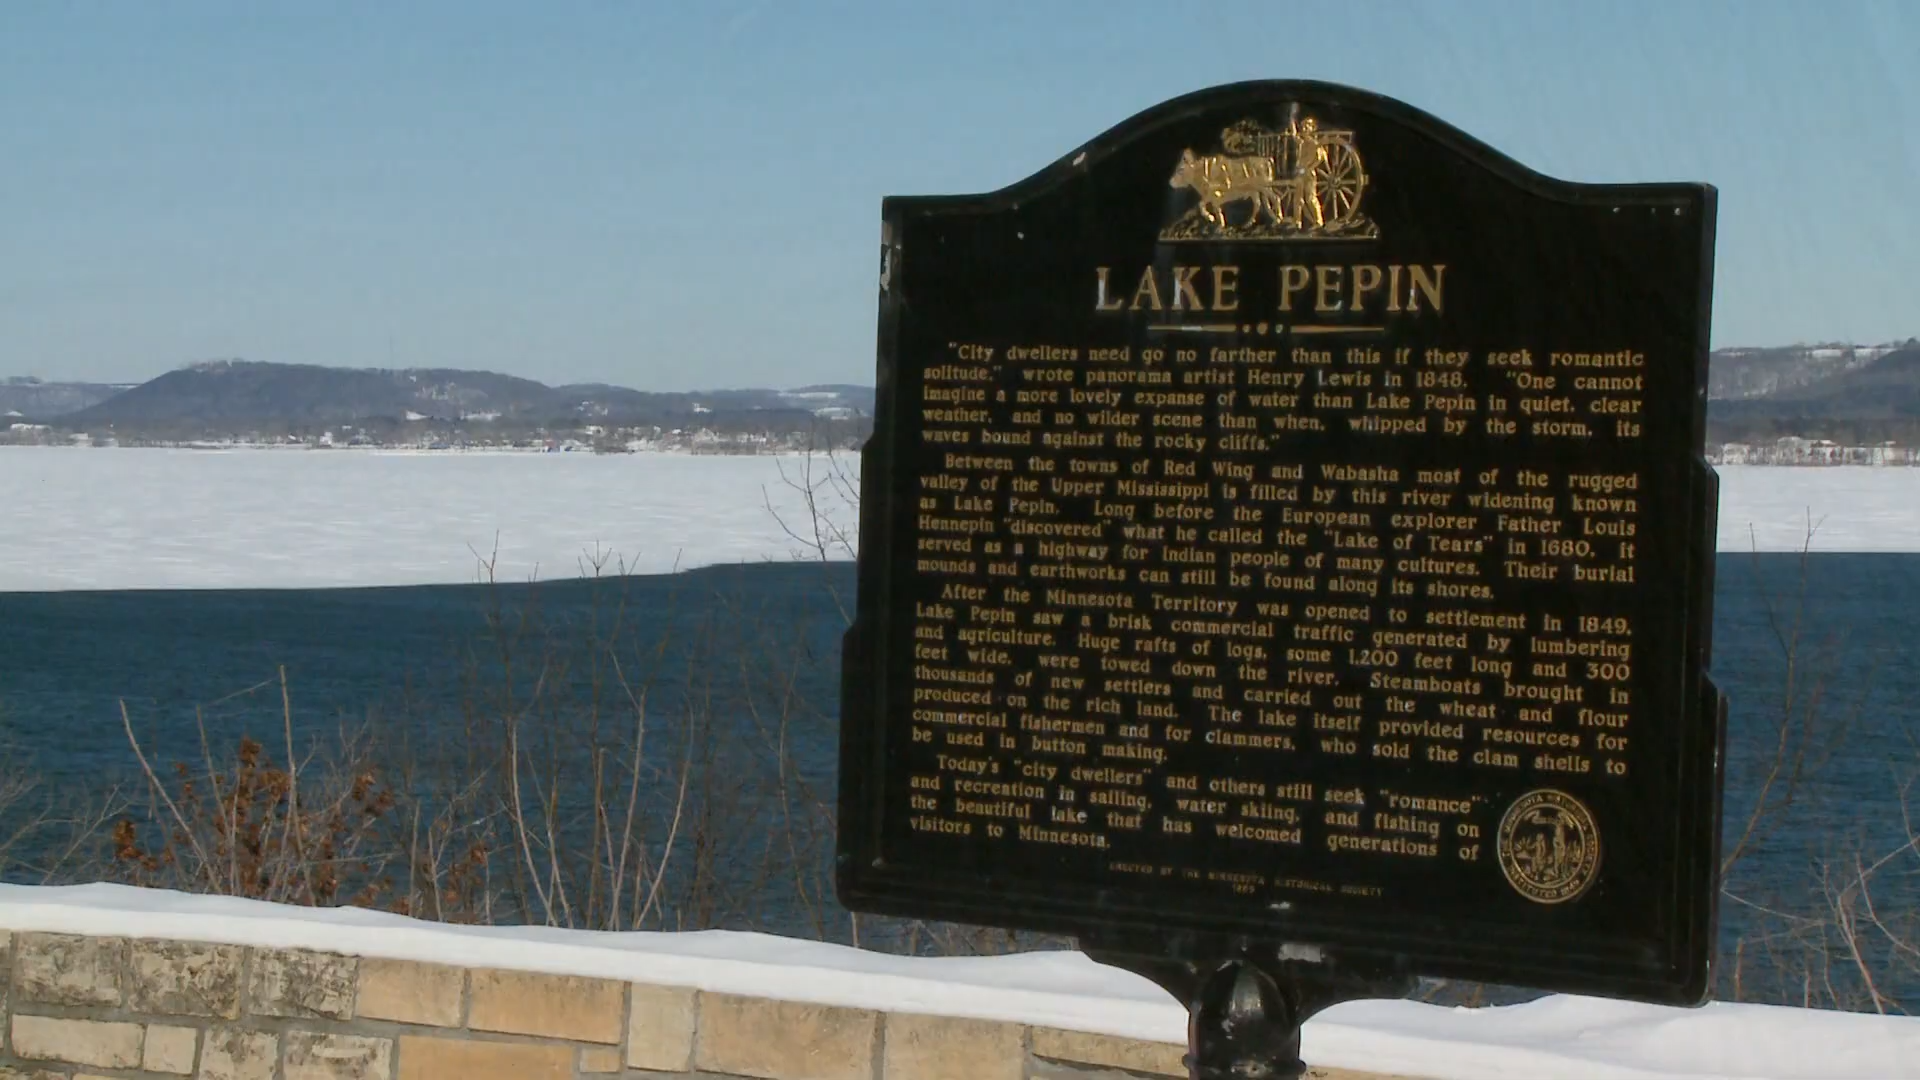 LAKE PEPIN
"City dwellers need go no farther than this if they seek romantic
solitude," wrote panorama artist Henry Lewis in 1848. "One cannot
imagine a more lovely expanse of water than Lake Pepin in quiet, clear
weather, and no wilder scene than when, whipped by the storm, its
waves bound against the rocky cliffs."
Between the towns of Red Wing and Wabasha most of the rugged
valley of the Upper Mississippi is filled by this river widening known
as Lake Pepin. Long before the European explorer Father Louis
Hennepin "discovered" what he called the "Lake of Tears" in 1680, it
served as a highway for Indian people of many cultures. Their burial
mounds and earthworks can still be found along its shores.
After the Minnesota Territory was opened to settlement in 1849,
Lake Pepin saw a brisk commercial traffic generated by lumbering
and agriculture. Huge rafts of logs, some 1,200 feet long and 300
feet wide, were towed down the river. Steamboats brought in
thousands of new settlers and carried out the wheat and flour
produced on the rich land. The lake itself provided resources for
commercial fishermen and for clammers, who sold the clam shells to
be used in button making.
Today's "city dwellers" and others still seek "romance"
and recreation in sailing, water skiing, and fishing on
the beautiful lake that has welcomed generations of
visitors to Minnesota.
ERECTED BY THE MINNESOTA HISTORICAL SOCIETY